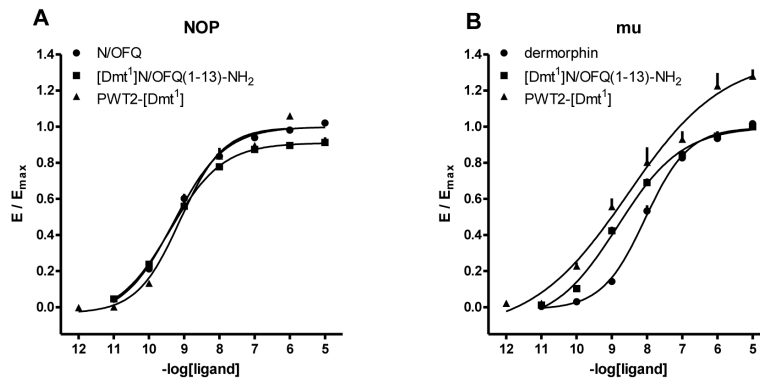 A
NOP
N/OFQ
[Dmt¹]N/OFQ(1-13)-NH₂
PWT2-[Dmt¹]
E / Eₘₐₓ
1.4
1.2
1.0
0.8
0.6
0.4
0.2
0.0
12 11 10 9 8 7 6 5
-log[ligand]
B
mu
dermorphin
[Dmt¹]N/OFQ(1-13)-NH₂
PWT2-[Dmt¹]
E / Eₘₐₓ
1.4
1.2
1.0
0.8
0.6
0.4
0.2
0.0
12 11 10 9 8 7 6 5
-log[ligand]